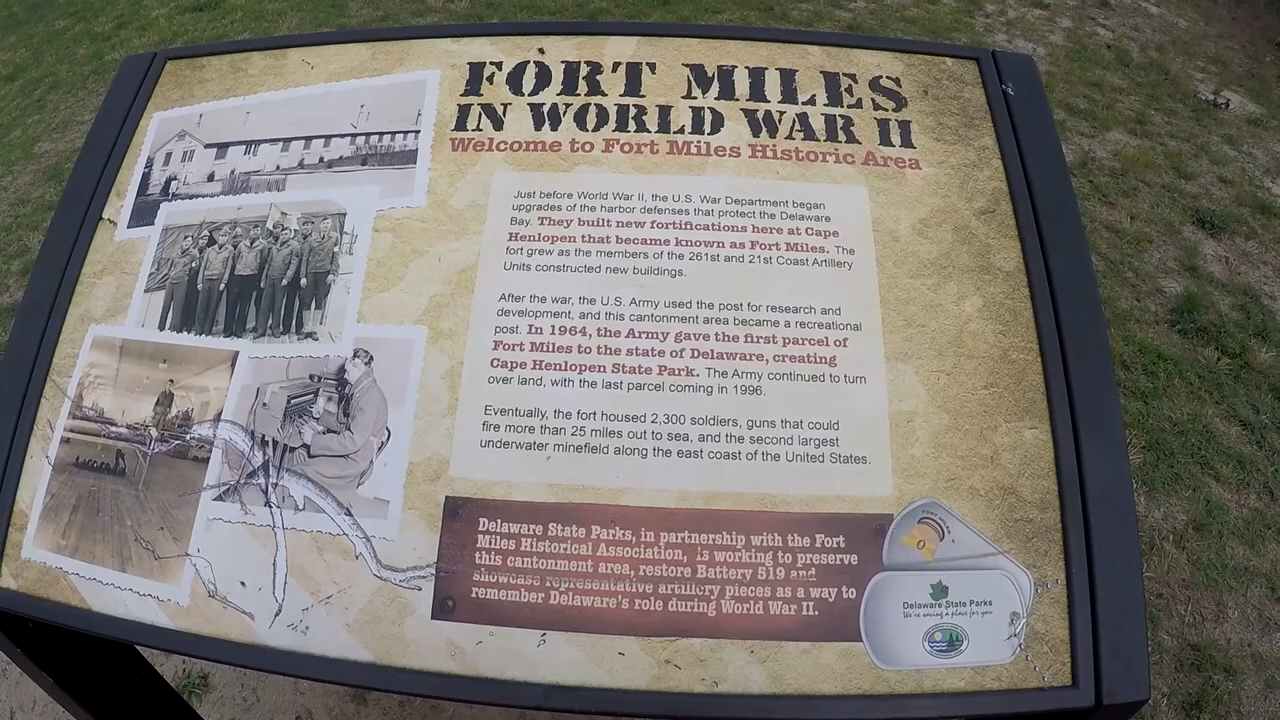 FORT MILES
IN WORLD WAR II
Welcome to Fort Miles Historic Area
Just before World War II, the U.S. War Department began
upgrades of the harbor defenses that protect the Delaware
Bay. They built new fortifications here at Cape
Henlopen that became known as Fort Miles. The
fort grew as the members of the 261st and 21st Coast Artillery
Units constructed new buildings.
After the war, the U.S. Army used the post for research and
development, and this cantonment area became a recreational
post. In 1964, the Army gave the first parcel of
Fort Miles to the state of Delaware, creating
Cape Henlopen State Park. The Army continued to turn
over land, with the last parcel coming in 1996.
Eventually, the fort housed 2,300 soldiers, guns that could
fire more than 25 miles out to sea, and the second largest
underwater minefield along the east coast of the United States.
Delaware State Parks, in partnership with the Fort
Miles Historical Association, is working to preserve
this cantonment area, restore Battery 519 and
showcase representative artillery pieces as a way to
remember Delaware's role during World War II.
FORT MILES
Delaware State Parks
We're saving a place for you